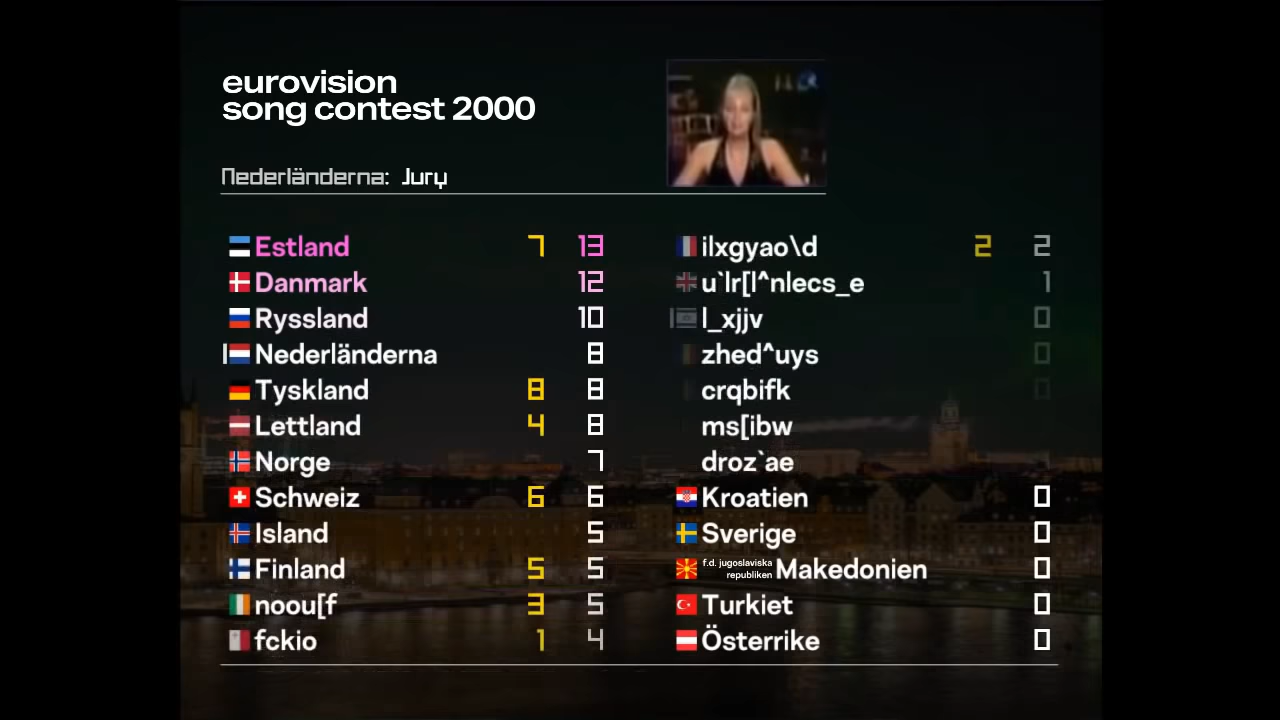 eurovision
song contest 2000
Nederländerna: Jury
Estland 7 13
Danmark 12
Ryssland 10
Nederländerna 8
Tyskland 8 8
Lettland 4 8
Norge 7
Schweiz 6 6
Island 5
Finland 5 5
noou[f 3 5
fckio 1 4
ilxgyao\d 2 2
u`lr[l^nlecs_e 1
l_xjjv 0
zhed^uys 0
crqbifk 0
ms[ibw
droz`ae
Kroatien 0
Sverige 0
f.d. jugoslaviska
republiken Makedonien 0
Turkiet 0
Österrike 0